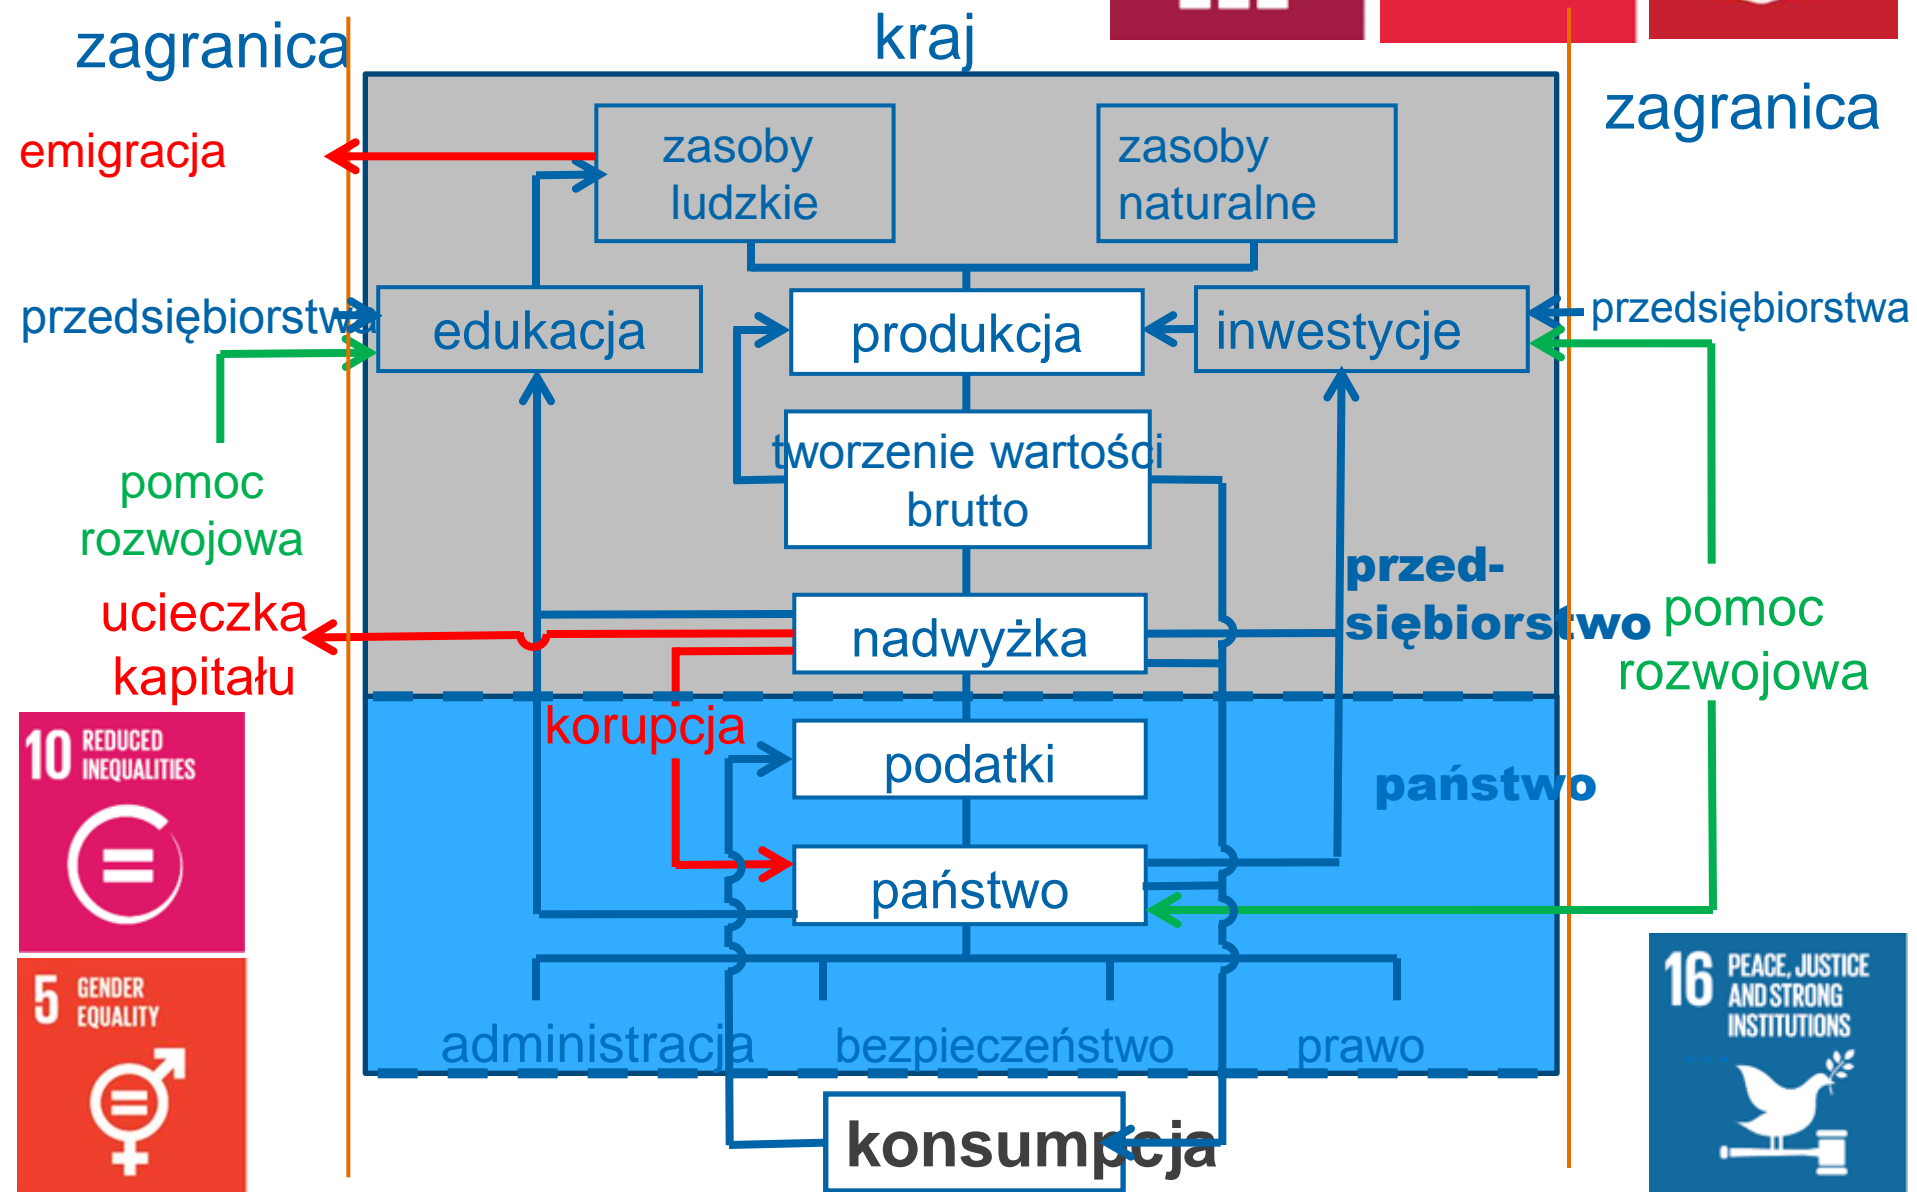 zagranica
kraj
zagranica
emigracja
zasoby
ludzkie
zasoby
naturalne
przedsiębiorstwa
edukacja
produkcja
inwestycje
przedsiębiorstwa
tworzenie wartości
brutto
pomoc
rozwojowa
przed-
siębiorstwo
ucieczka
kapitału
nadwyżka
pomoc
rozwojowa
korupcja
podatki
państwo
10 REDUCED
INEQUALITIES
państwo
5 GENDER
EQUALITY
16 PEACE, JUSTICE
AND STRONG
INSTITUTIONS
administracja
bezpieczeństwo
prawo
...
konsumpcja